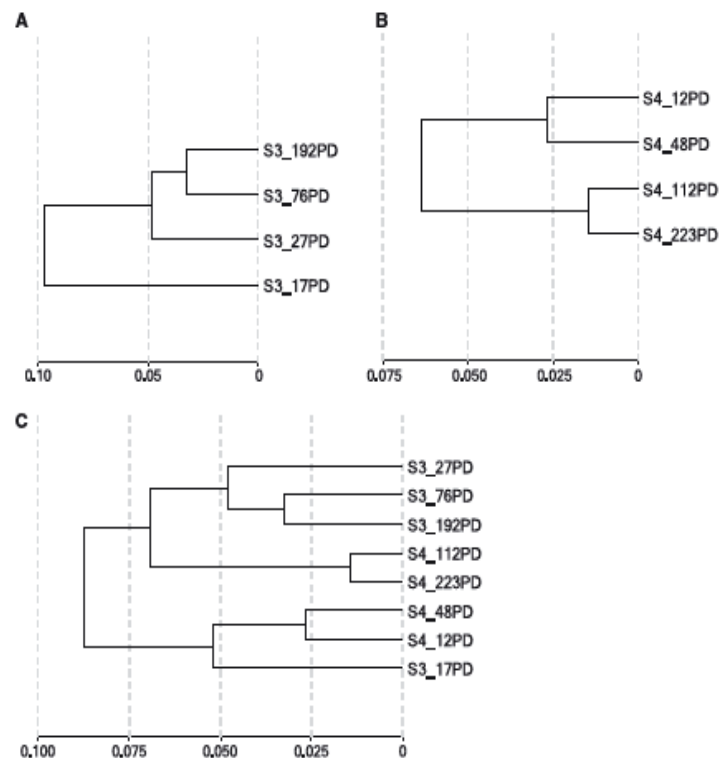 A
S3_192PD
S3_76PD
S3_27PD
S3_17PD
0.10 0.05 0
B
S4_12PD
S4_48PD
S4_112PD
S4_223PD
0.075 0.050 0.025 0
C
S3_27PD
S3_76PD
S3_192PD
S4_112PD
S4_223PD
S4_48PD
S4_12PD
S3_17PD
0.100 0.075 0.050 0.025 0